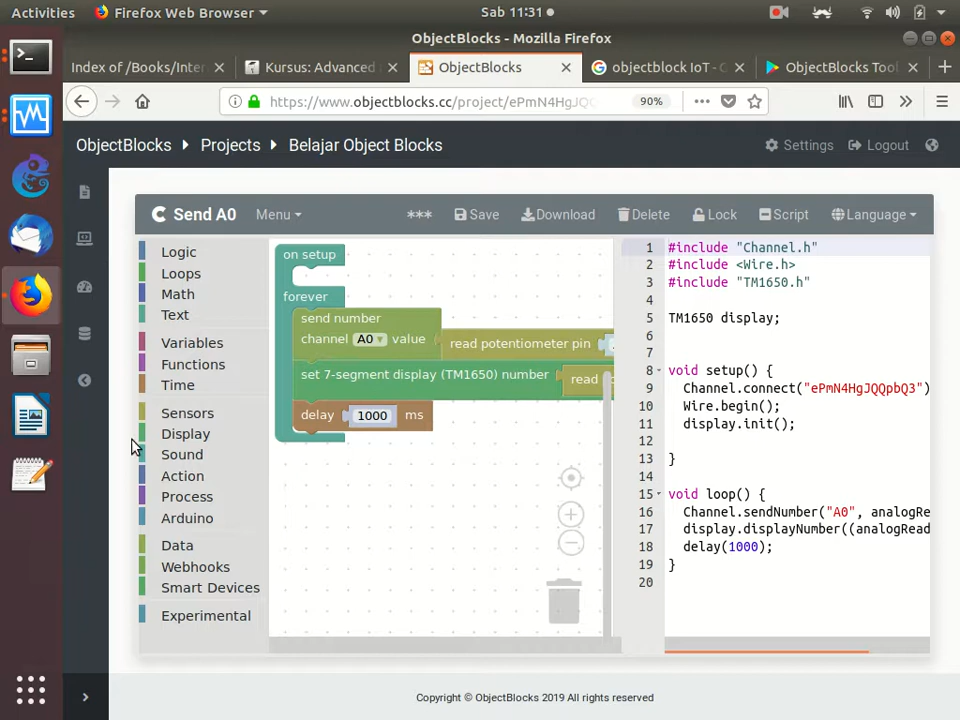 Activities
Firefox Web Browser
Sab 11:31
ObjectBlocks - Mozilla Firefox
Index of /Books/Inter
Kursus: Advanced
ObjectBlocks
objectblock IoT - G
ObjectBlocks Tool
https://www.objectblocks.cc/project/ePmN4HgJQ
90%
ObjectBlocks
Projects
Belajar Object Blocks
Settings
Logout
Send A0
Menu
***
Save
Download
Delete
Lock
Script
Language
Logic
Loops
Math
Text
Variables
Functions
Time
Sensors
Display
Sound
Action
Process
Arduino
Data
Webhooks
Smart Devices
Experimental
on setup
forever
send number
channel A0 value
read potentiometer pin
set 7-segment display (TM1650) number
read
delay 1000 ms
1 #include "Channel.h"
2 #include <Wire.h>
3 #include "TM1650.h"
4
5 TM1650 display;
6
7
8 void setup() {
9 Channel.connect("ePmN4HgJQQpbQ3")
10 Wire.begin();
11 display.init();
12
13 }
14
15 void loop() {
16 Channel.sendNumber("A0", analogRe
17 display.displayNumber((analogRead
18 delay(1000);
19 }
20
Copyright © ObjectBlocks 2019 All rights reserved